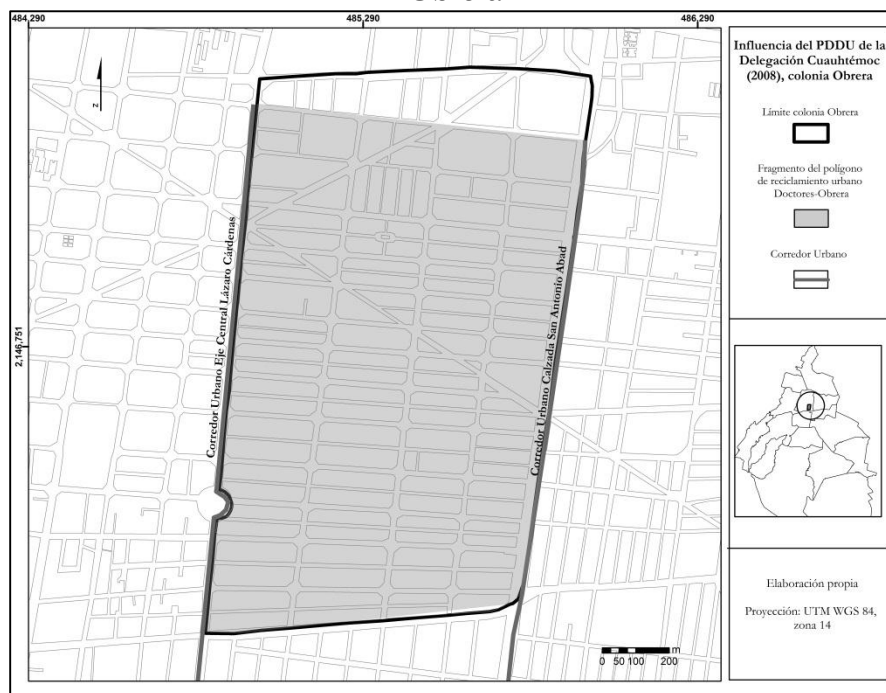 484,290
485,290
486,290
2,146,751
z
Corredor Urbano Eje Central Lázaro Cárdenas
Corredor Urbano Calzada San Antonio Abad
0 50 100 200
m
Influencia del PDDU de la
Delegación Cuauhtémoc
(2008), colonia Obrera
Límite colonia Obrera
Fragmento del polígono
de reciclamiento urbano
Doctores-Obrera
Corredor Urbano
Elaboración propia
Proyección: UTM WGS 84,
zona 14